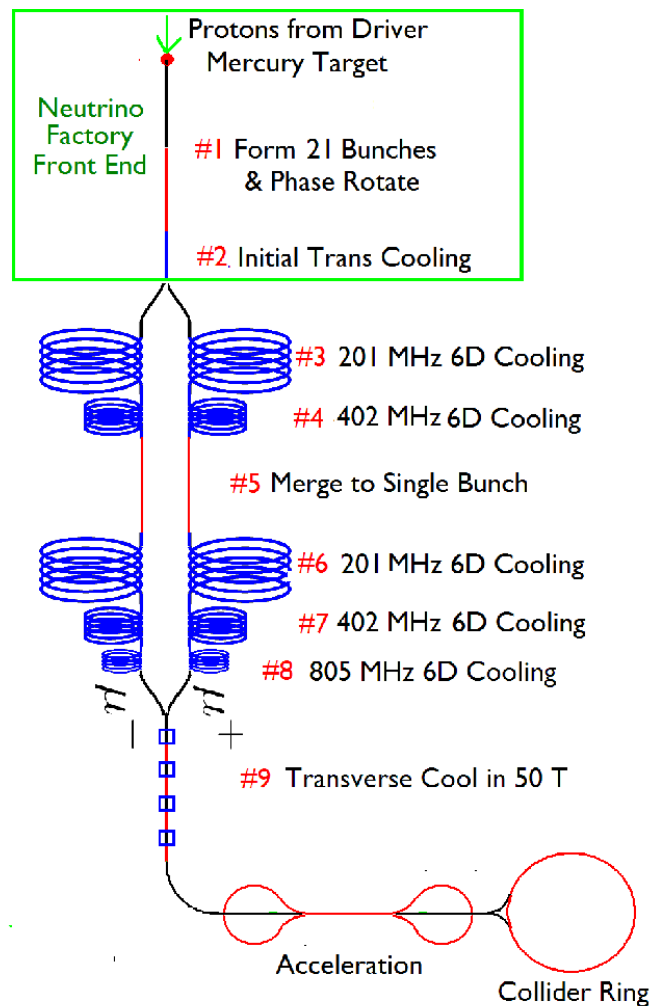 Protons from Driver
Mercury Target
Neutrino
Factory
Front End
#1 Form 21 Bunches
& Phase Rotate
#2 Initial Trans Cooling
#3 201 MHz 6D Cooling
#4 402 MHz 6D Cooling
#5 Merge to Single Bunch
#6 201 MHz 6D Cooling
#7 402 MHz 6D Cooling
#8 805 MHz 6D Cooling
μ− μ+
#9 Transverse Cool in 50 T
Acceleration
Collider Ring